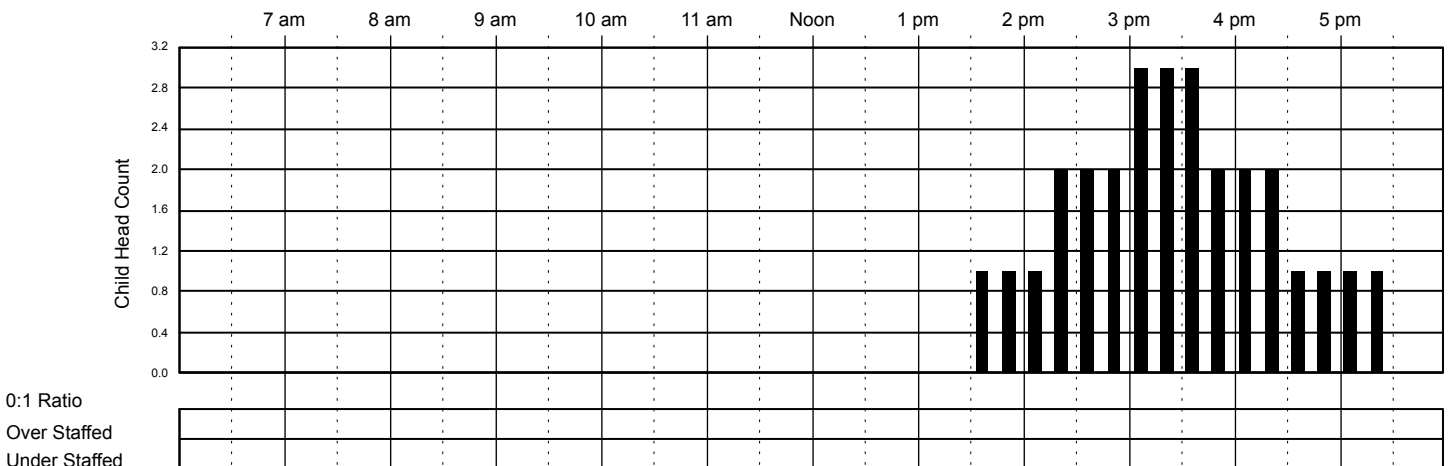 7 am 8 am 9 am 10 am 11 am Noon 1 pm 2 pm 3 pm 4 pm 5 pm
3.2
2.8
2.4
2.0
1.6
1.2
0.8
0.4
0.0
Child Head Count
0:1 Ratio
Over Staffed
Under Staffed